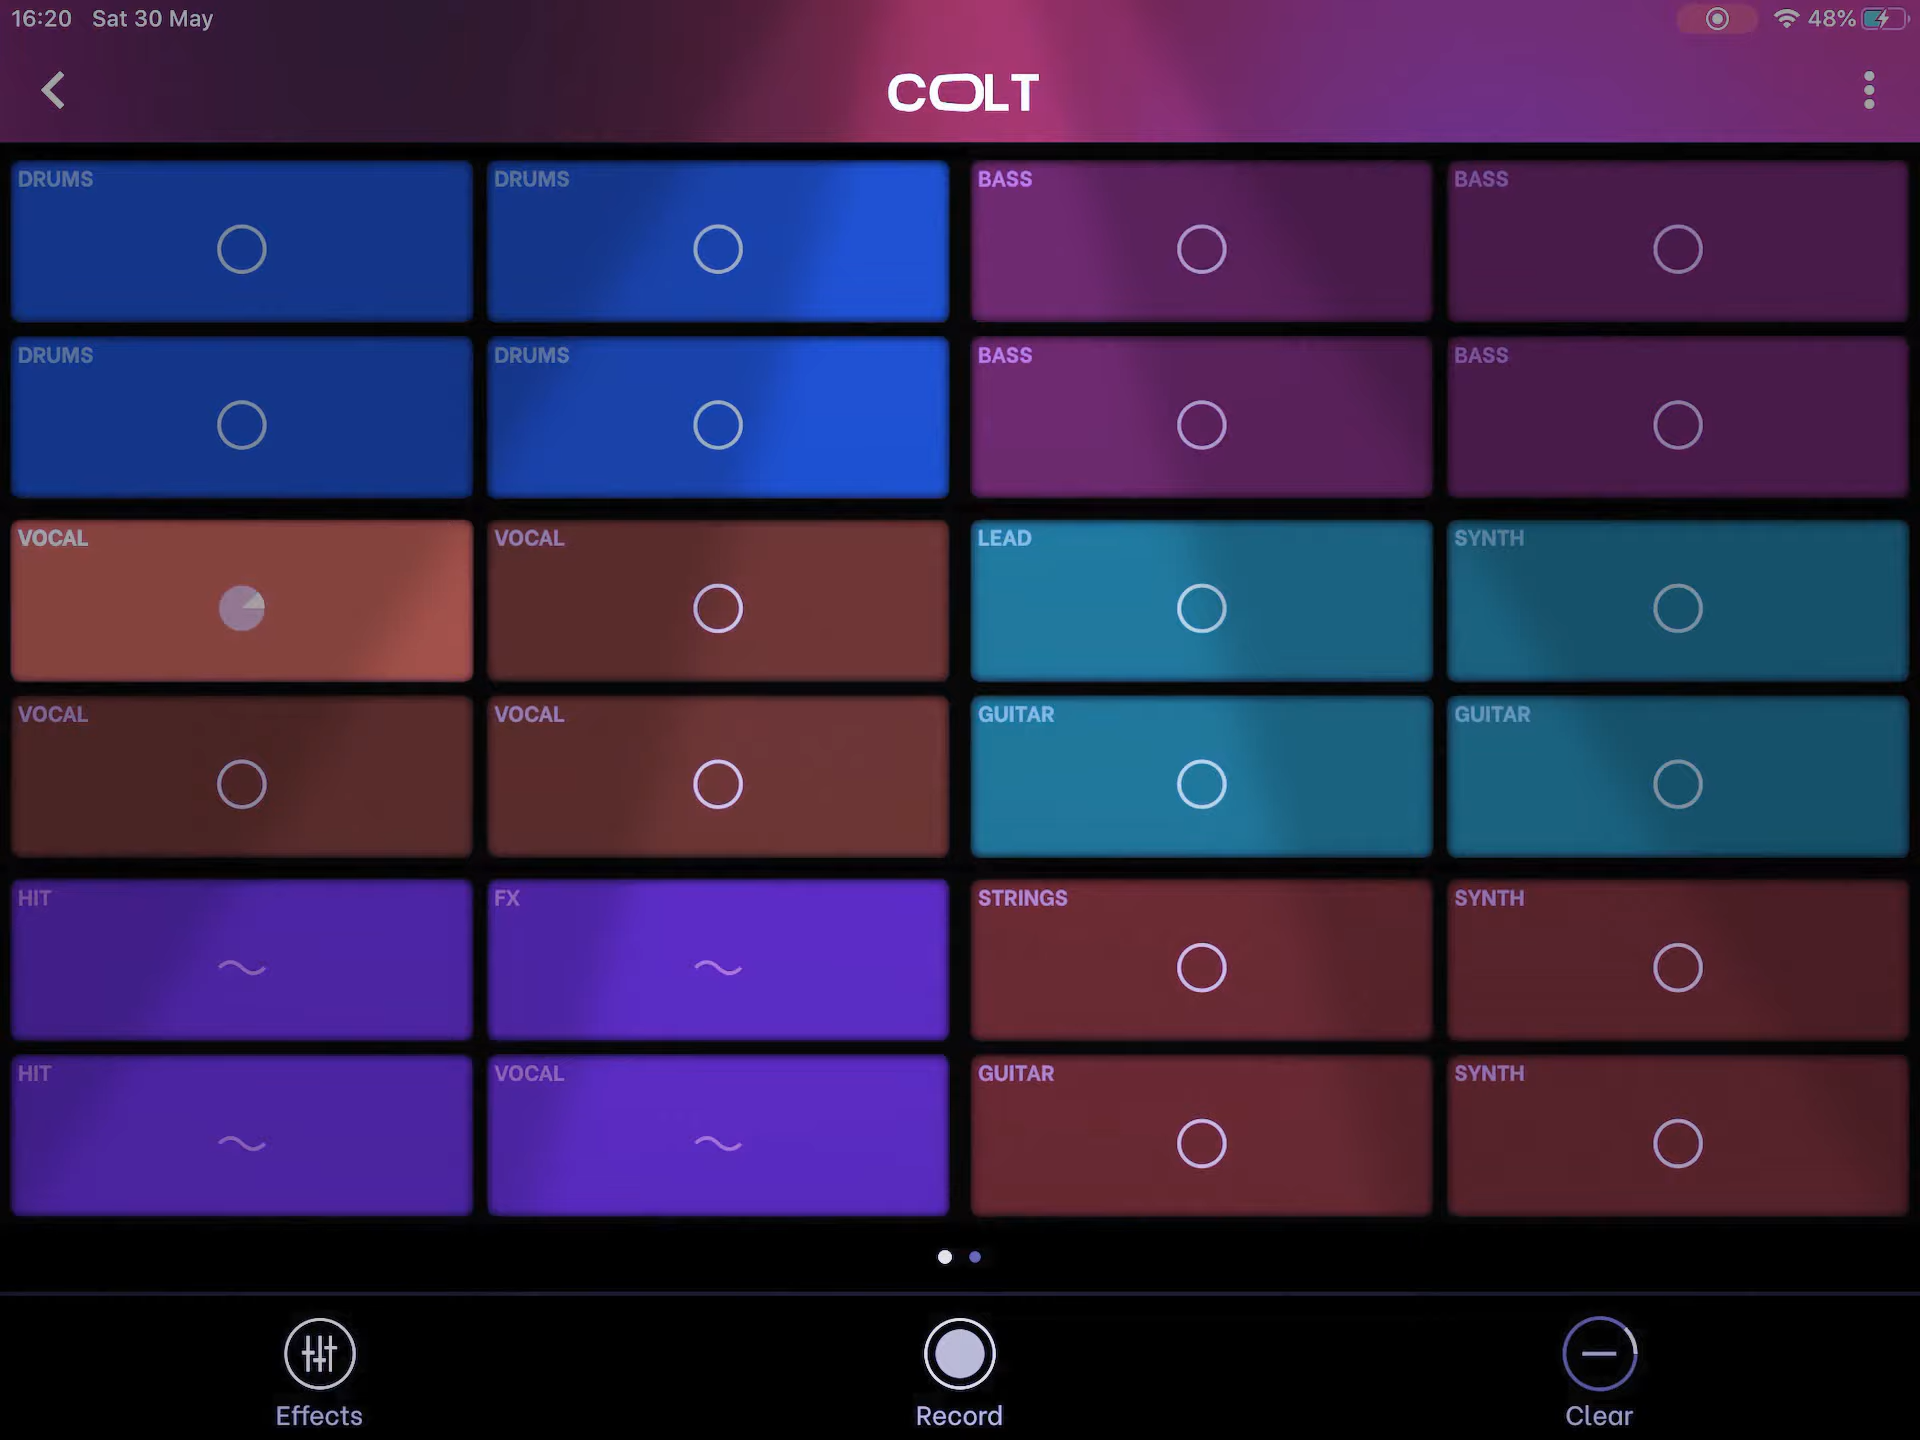 16:20 Sat 30 May
48%
COLT
DRUMS DRUMS BASS BASS
DRUMS DRUMS BASS BASS
VOCAL VOCAL LEAD SYNTH
VOCAL VOCAL GUITAR GUITAR
HIT FX STRINGS SYNTH
HIT VOCAL GUITAR SYNTH
Effects Record Clear